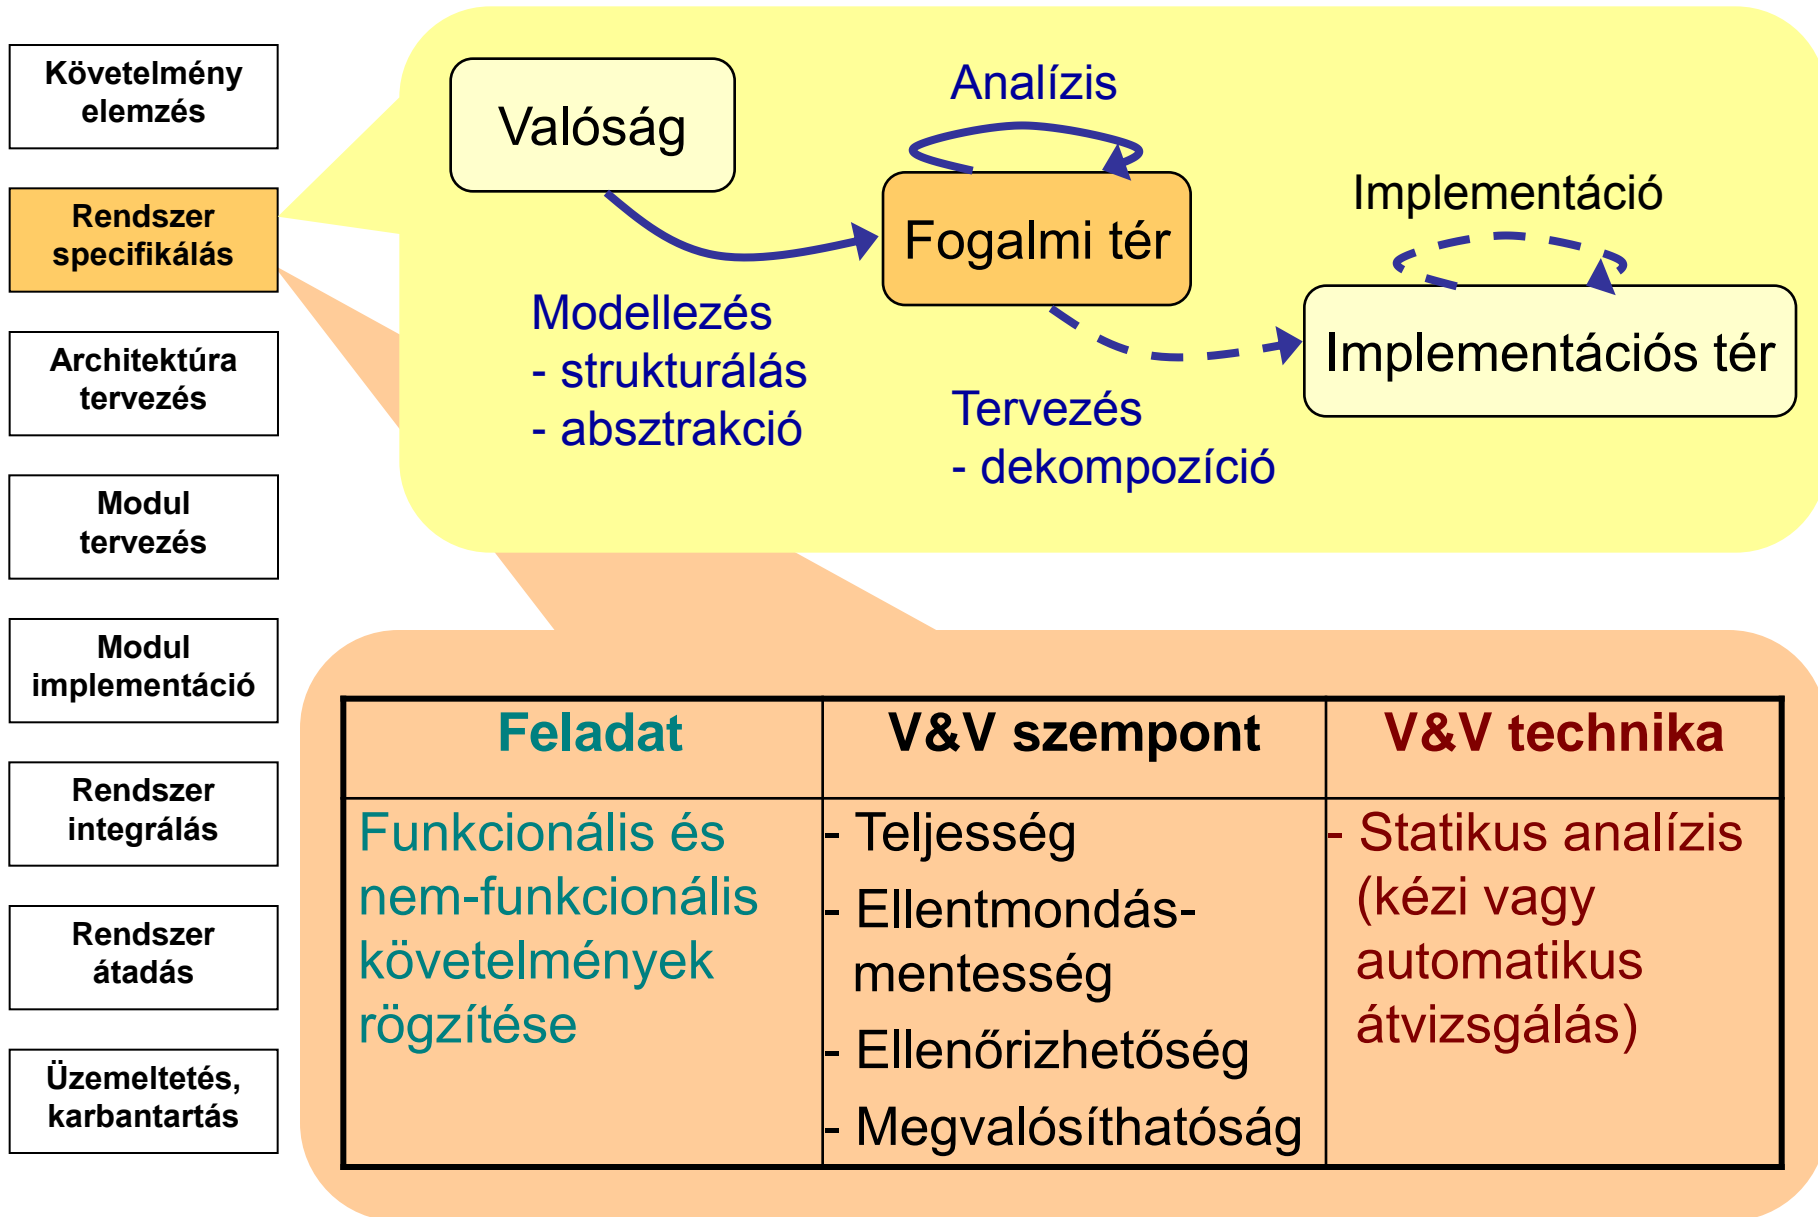 Követelmény
elemzés
Rendszer
specifikálás
Architektúra
tervezés
Modul
tervezés
Modul
implementáció
Rendszer
integrálás
Rendszer
átadás
Üzemeltetés,
karbantartás
Valóság
Analízis
Fogalmi tér
Implementáció
Implementációs tér
Modellezés
- strukturálás
- absztrakció
Tervezés
- dekompozíció
Feladat
V&V szempont
V&V technika
Funkcionális és
nem-funkcionális
követelmények
rögzítése
- Teljesség
- Ellentmondás-
mentesség
- Ellenőrizhetőség
- Megvalósíthatóság
- Statikus analízis
(kézi vagy
automatikus
átvizsgálás)